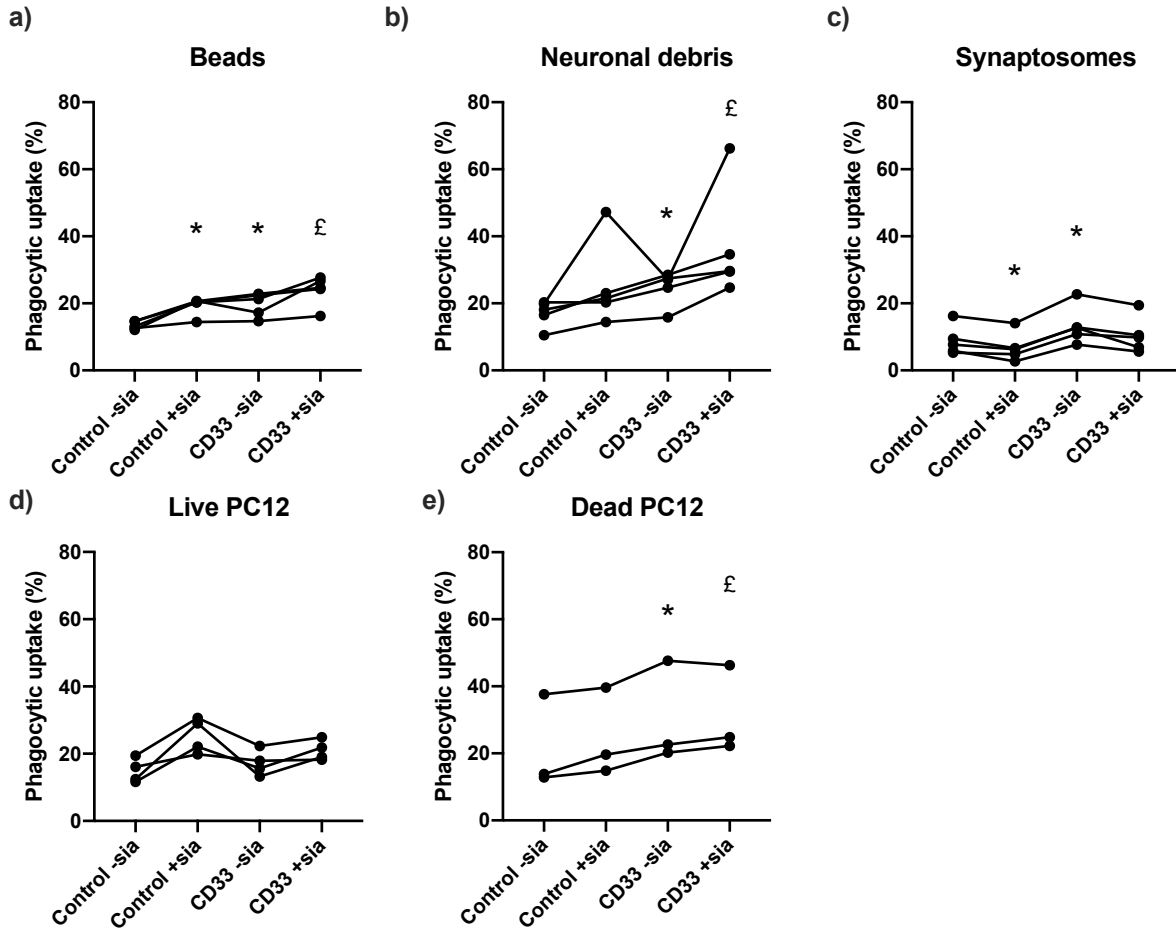 a)
Beads
Phagocytic uptake (%)
80
60
40
20
0
* * £
Control -sia
Control +sia
CD33 -sia
CD33 +sia
b)
Neuronal debris
Phagocytic uptake (%)
80
60
40
20
0
* £
Control -sia
Control +sia
CD33 -sia
CD33 +sia
c)
Synaptosomes
Phagocytic uptake (%)
80
60
40
20
0
* *
Control -sia
Control +sia
CD33 -sia
CD33 +sia
d)
Live PC12
Phagocytic uptake (%)
80
60
40
20
0
Control -sia
Control +sia
CD33 -sia
CD33 +sia
e)
Dead PC12
Phagocytic uptake (%)
80
60
40
20
0
* £
Control -sia
Control +sia
CD33 -sia
CD33 +sia